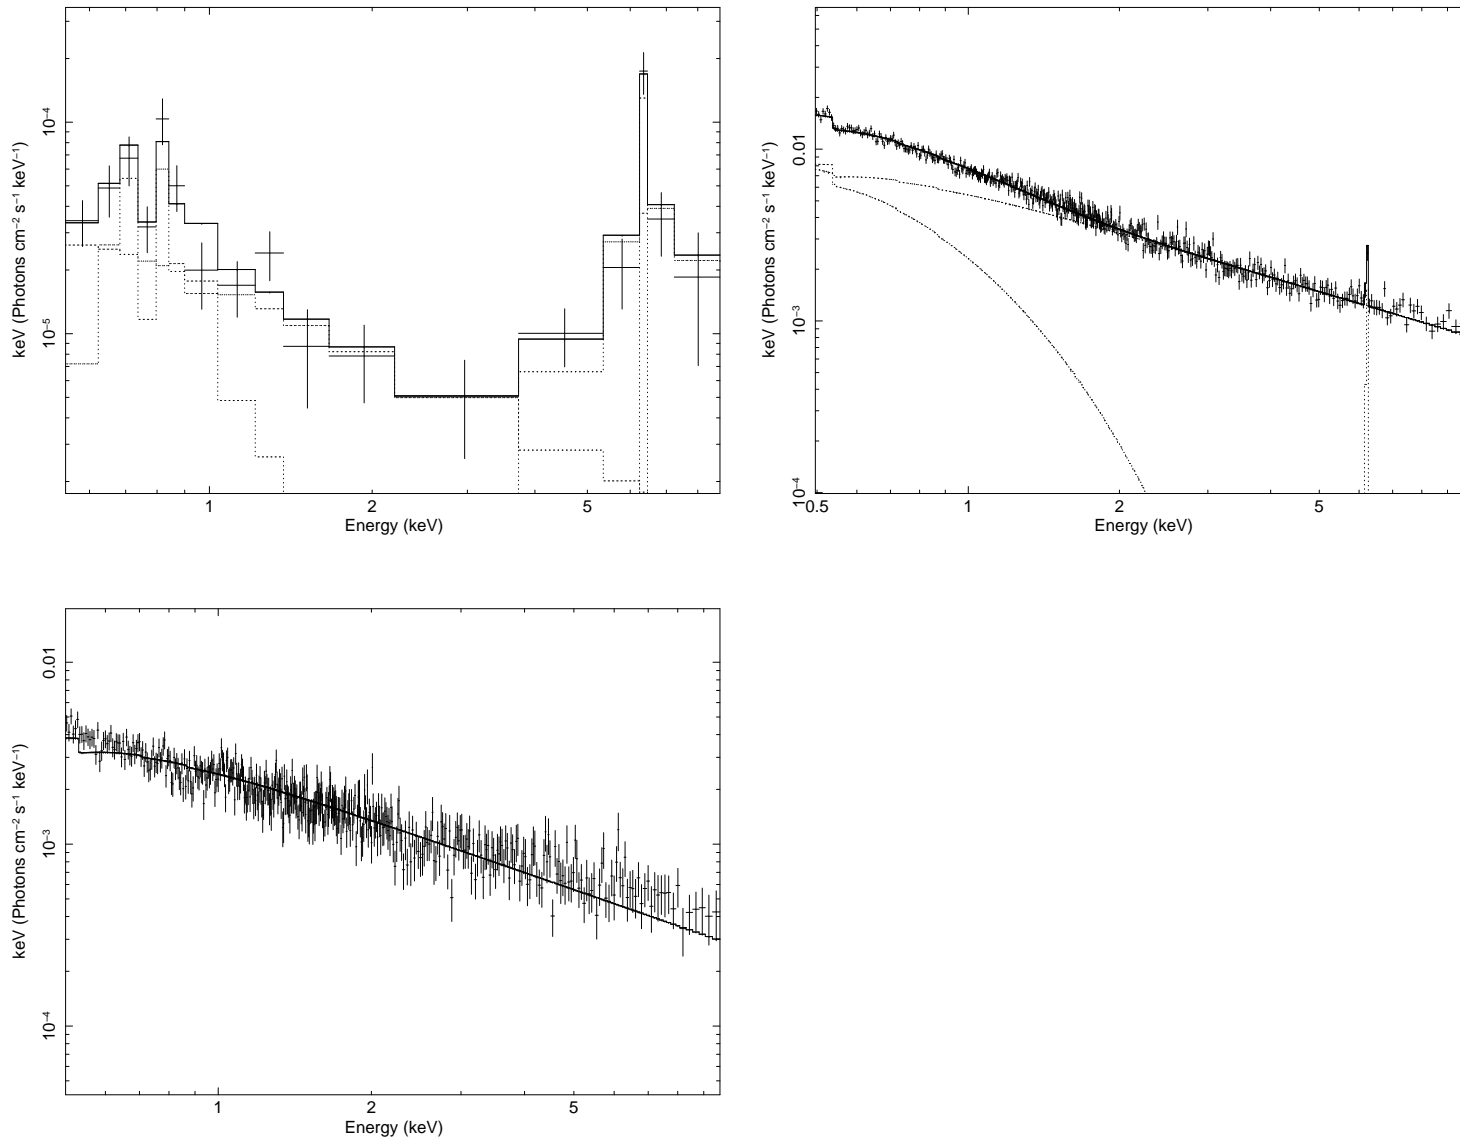 10⁻⁴
10⁻⁵
keV (Photons cm⁻² s⁻¹ keV⁻¹)
1 2 5
Energy (keV)
0.01
10⁻³
10⁻⁴
keV (Photons cm⁻² s⁻¹ keV⁻¹)
0.5 1 2 5
Energy (keV)
0.01
10⁻³
10⁻⁴
keV (Photons cm⁻² s⁻¹ keV⁻¹)
1 2 5
Energy (keV)